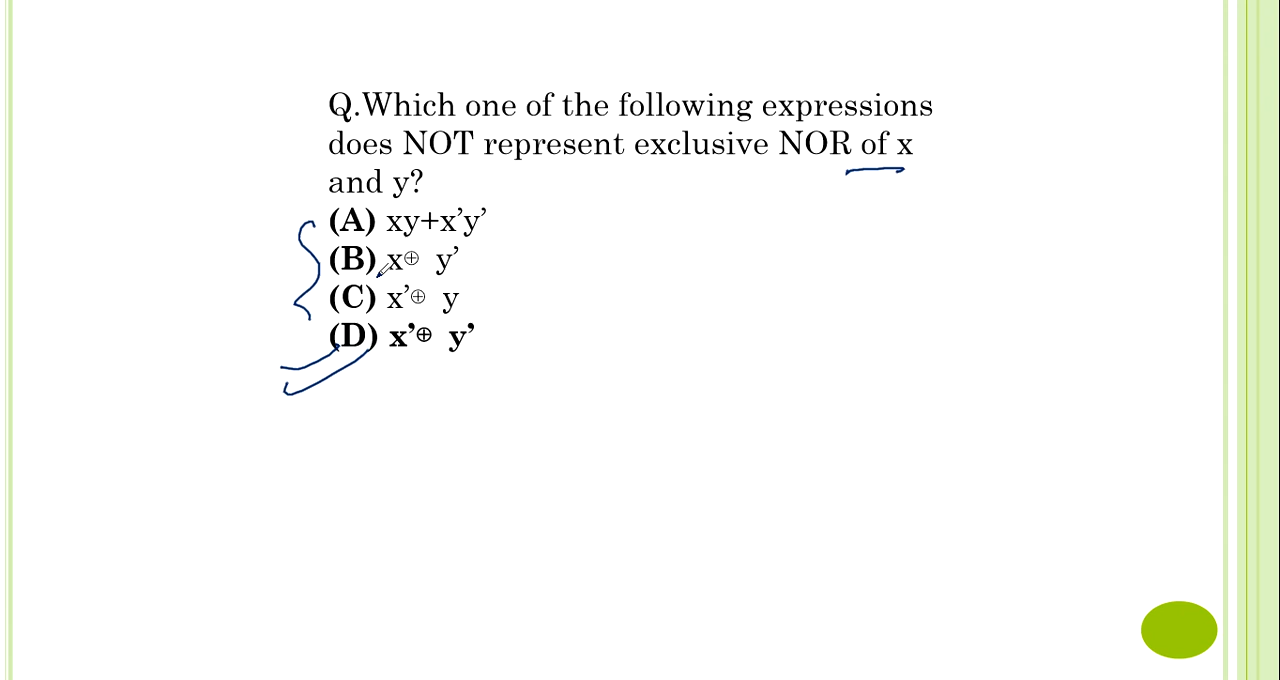 Q.Which one of the following expressions
does NOT represent exclusive NOR of x
and y?
(A) xy+x’y’
(B) x⊕ y’
(C) x’⊕ y
(D) x’⊕ y’